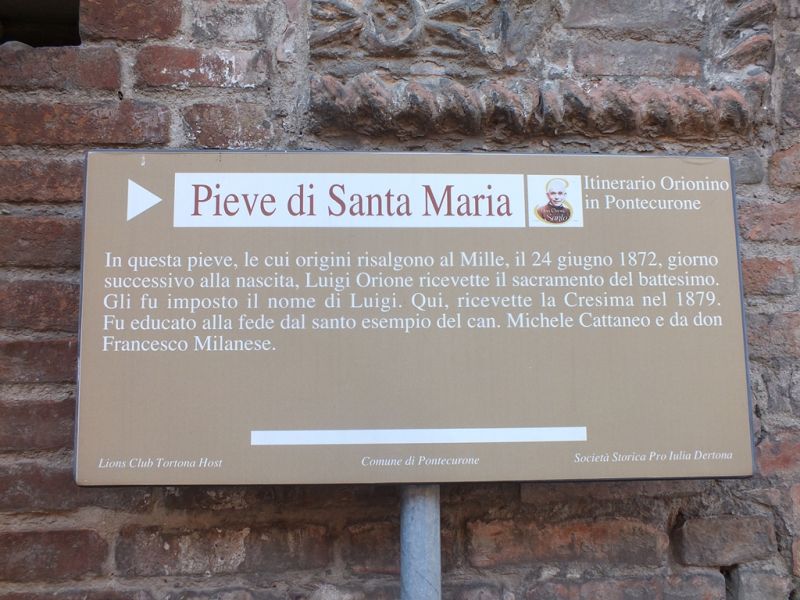 Pieve di Santa Maria
Itinerario Orionino
in Pontecurone
Santo
In questa pieve, le cui origini risalgono al Mille, il 24 giugno 1872, giorno
successivo alla nascita, Luigi Orione ricevette il sacramento del battesimo.
Gli fu imposto il nome di Luigi. Qui, ricevette la Cresima nel 1879.
Fu educato alla fede dal santo esempio del can. Michele Cattaneo e da don
Francesco Milanese.
Lions Club Tortona Host
Comune di Pontecurone
Società Storica Pro Iulia Dertona